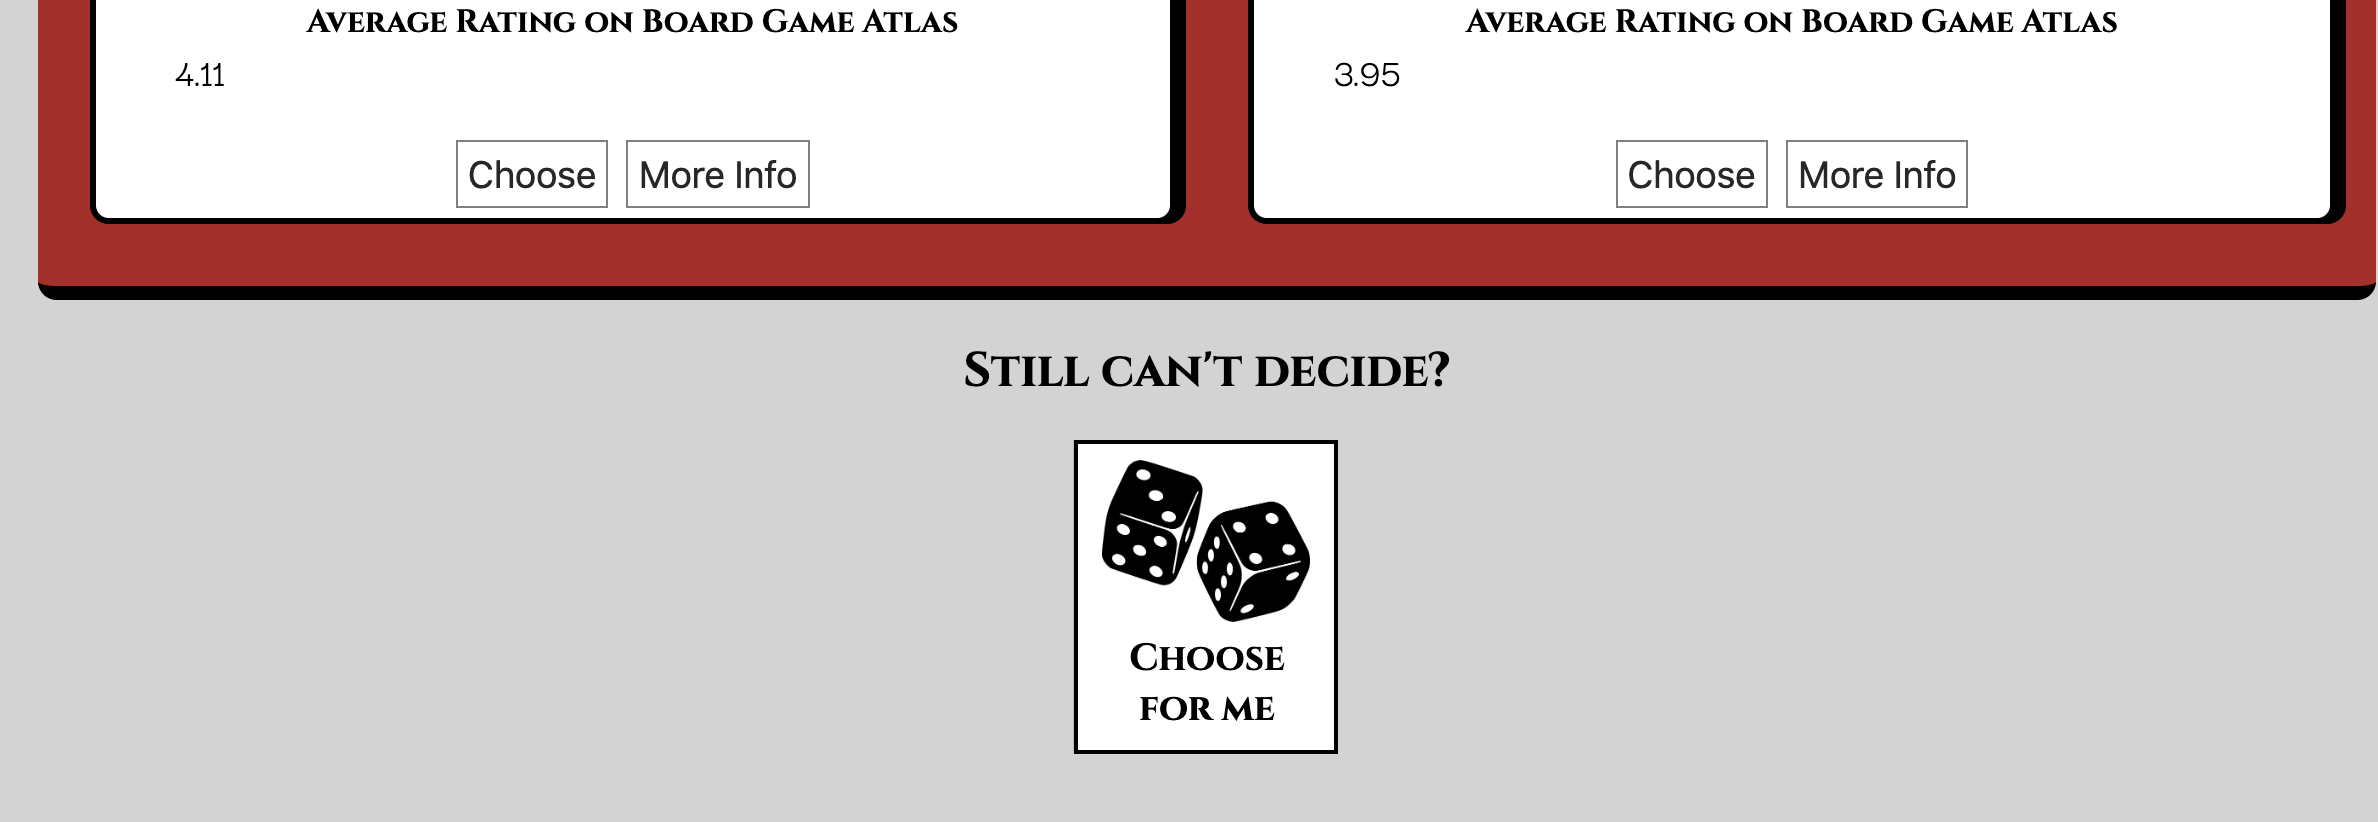 Average Rating on Board Game Atlas
4.11
Choose More Info
Average Rating on Board Game Atlas
3.95
Choose More Info
Still can't decide?
Choose
for me